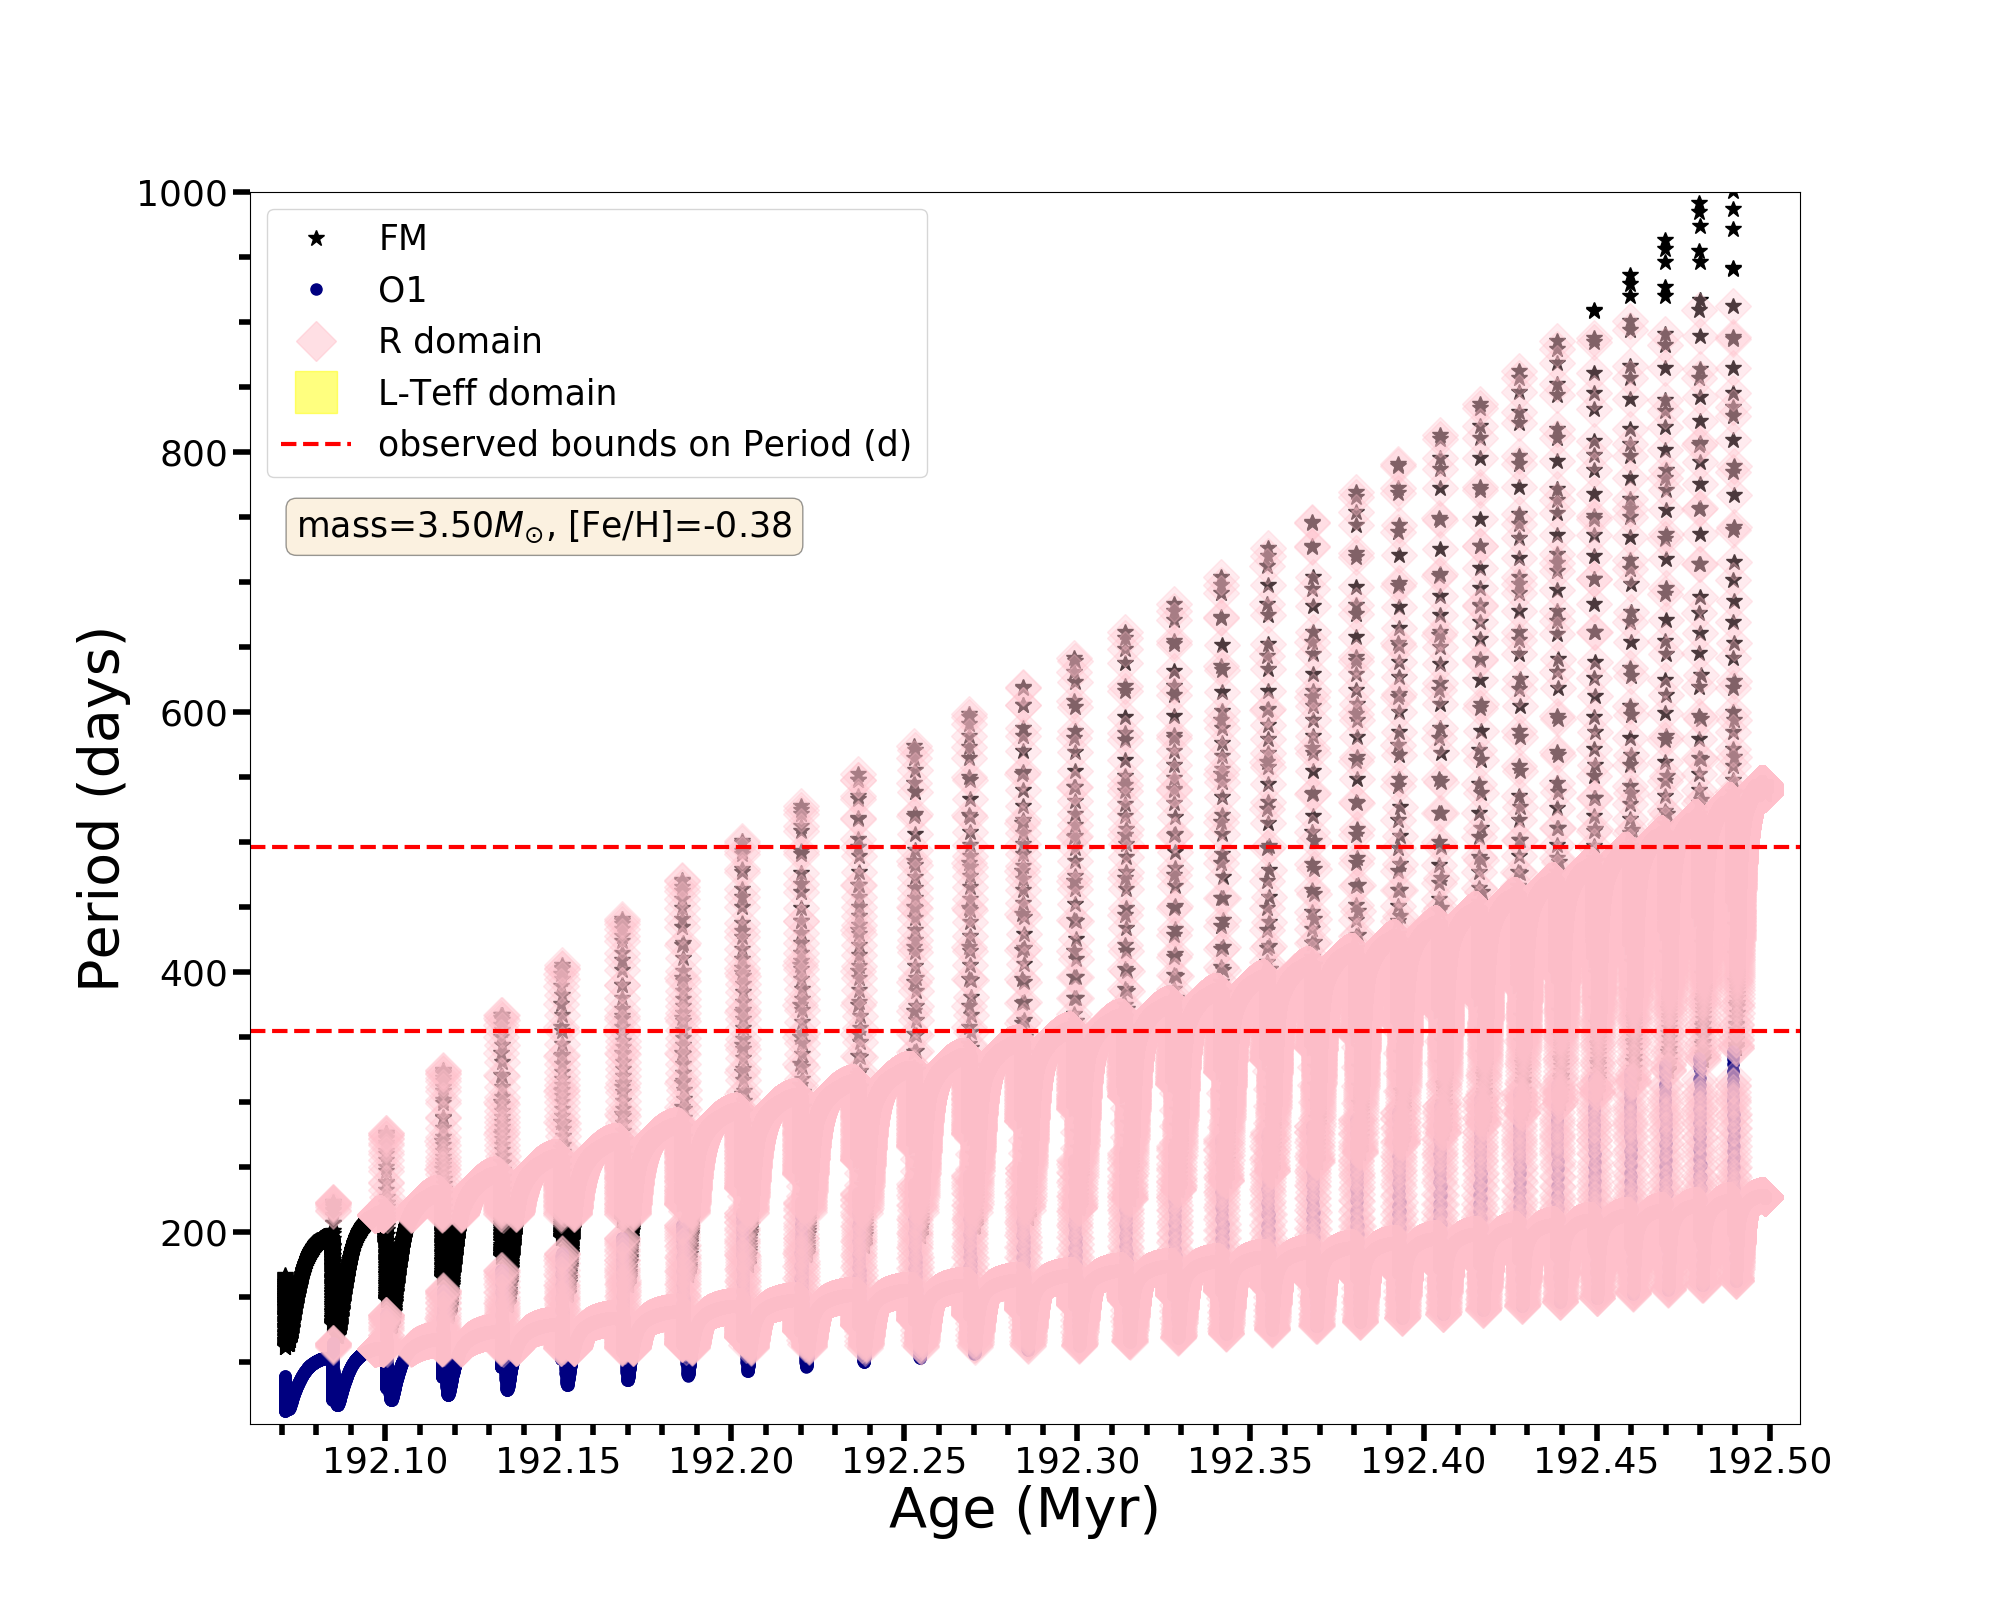 1000
800
600
400
200
Period (days)
FM
O1
R domain
L-Teff domain
observed bounds on Period (d)
mass=3.50M⊙, [Fe/H]=-0.38
192.10 192.15 192.20 192.25 192.30 192.35 192.40 192.45 192.50
Age (Myr)